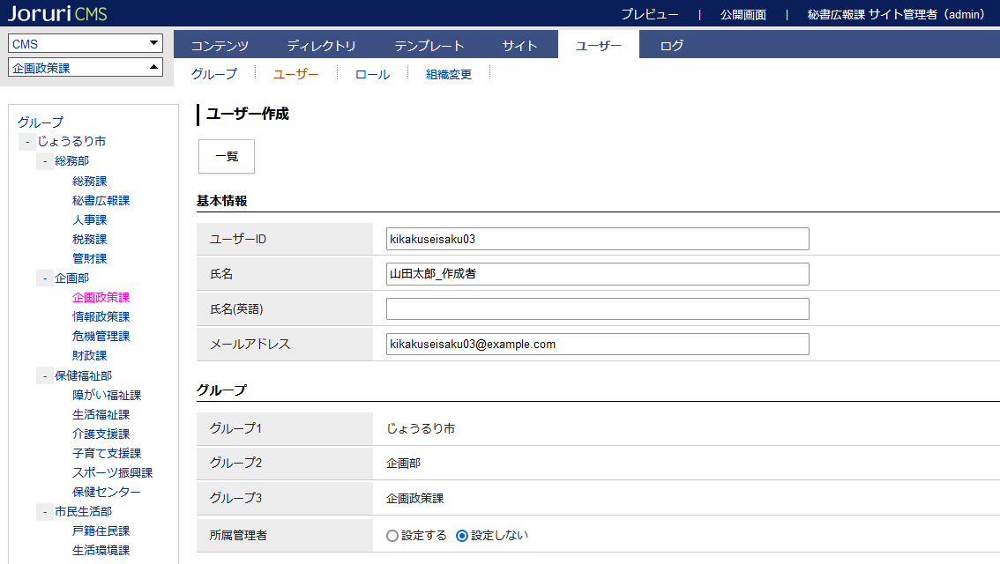 Joruri CMS
プレビュー | 公開画面 | 秘書広報課 サイト管理者（admin）
CMS
企画政策課
コンテンツ ディレクトリ テンプレート サイト ユーザー ログ
グループ ユーザー ロール 組織変更
グループ
- じょうるり市
- 総務部
総務課
秘書広報課
人事課
税務課
管財課
- 企画部
企画政策課
情報政策課
危機管理課
財政課
- 保健福祉部
障がい福祉課
生活福祉課
介護支援課
子育て支援課
スポーツ振興課
保健センター
- 市民生活部
戸籍住民課
生活環境課
ユーザー作成
一覧
基本情報
ユーザーID kikakuseisaku03
氏名 山田太郎_作成者
氏名(英語)
メールアドレス kikakuseisaku03@example.com
グループ
グループ1 じょうるり市
グループ2 企画部
グループ3 企画政策課
所属管理者 設定する 設定しない